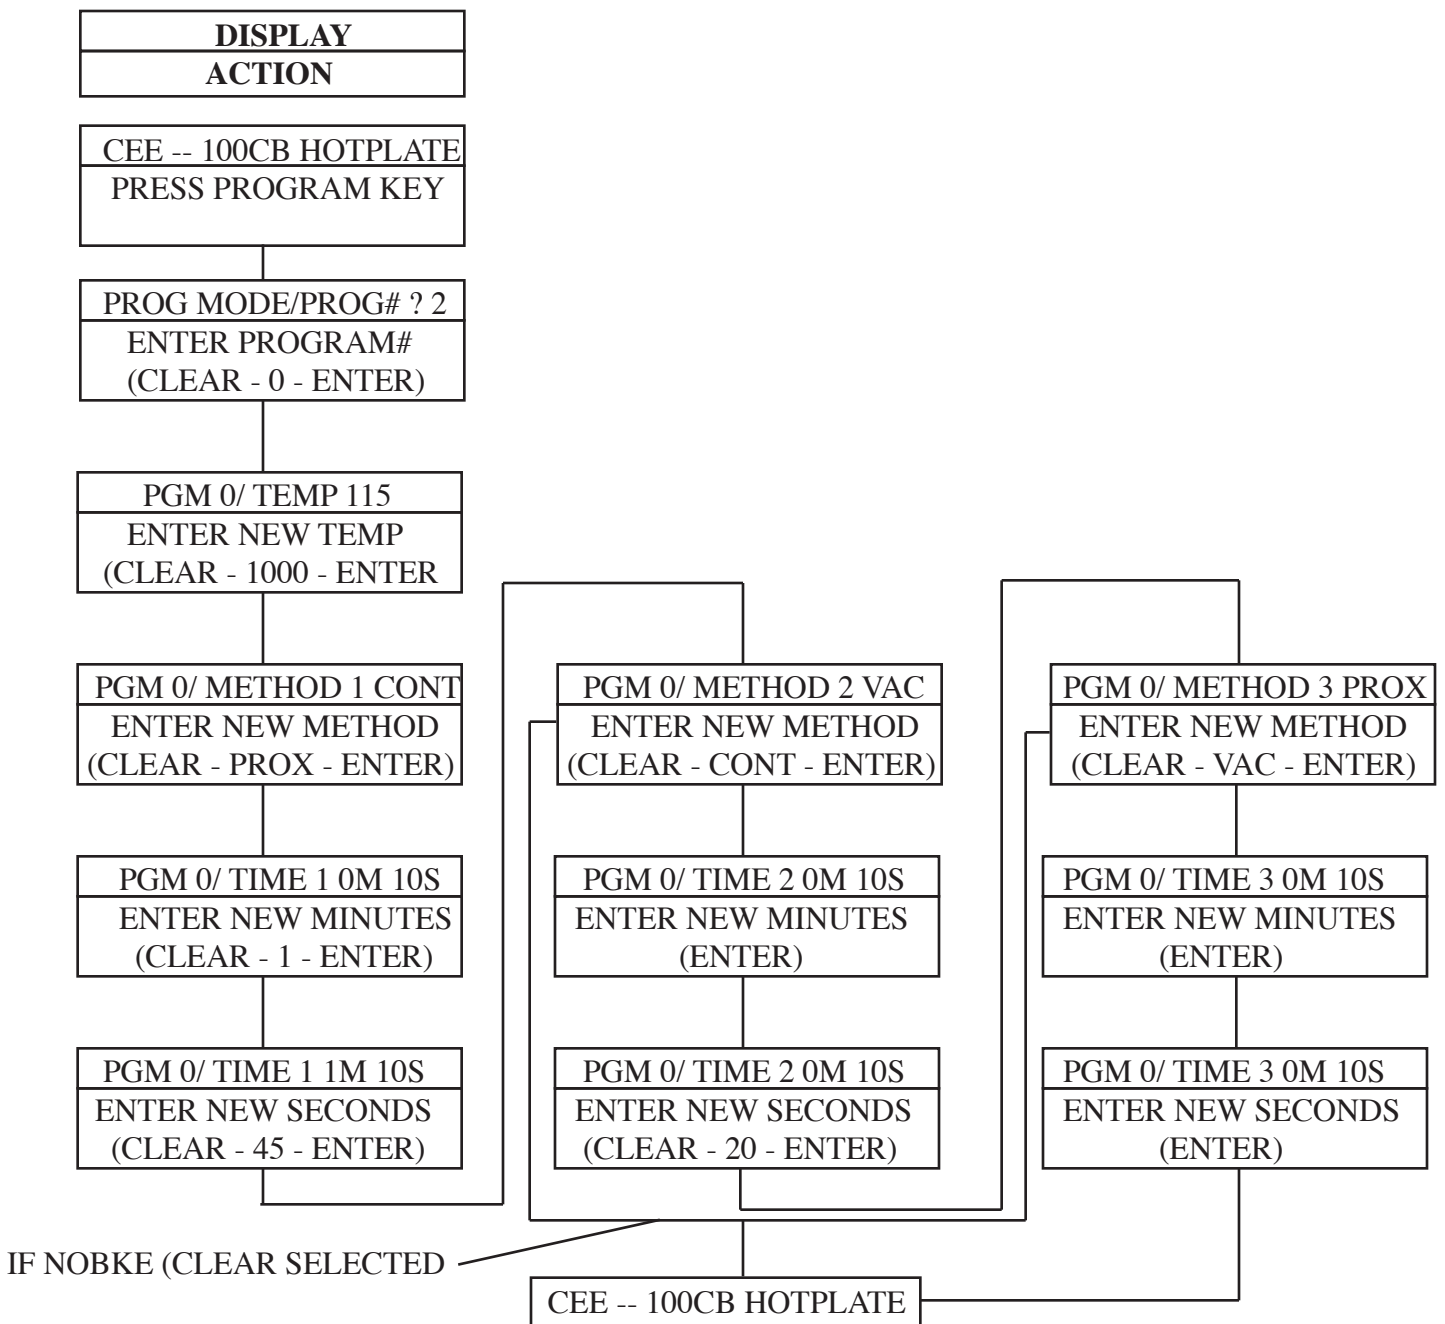 DISPLAY
ACTION
CEE -- 100CB HOTPLATE
PRESS PROGRAM KEY
PROG MODE/PROG# ? 2
ENTER PROGRAM#
(CLEAR - 0 - ENTER)
PGM 0/ TEMP 115
ENTER NEW TEMP
(CLEAR - 1000 - ENTER
PGM 0/ METHOD 1 CONT
ENTER NEW METHOD
(CLEAR - PROX - ENTER)
PGM 0/ TIME 1 0M 10S
ENTER NEW MINUTES
(CLEAR - 1 - ENTER)
PGM 0/ TIME 1 1M 10S
ENTER NEW SECONDS
(CLEAR - 45 - ENTER)
PGM 0/ METHOD 2 VAC
ENTER NEW METHOD
(CLEAR - CONT - ENTER)
PGM 0/ TIME 2 0M 10S
ENTER NEW MINUTES
(ENTER)
PGM 0/ TIME 2 0M 10S
ENTER NEW SECONDS
(CLEAR - 20 - ENTER)
PGM 0/ METHOD 3 PROX
ENTER NEW METHOD
(CLEAR - VAC - ENTER)
PGM 0/ TIME 3 0M 10S
ENTER NEW MINUTES
(ENTER)
PGM 0/ TIME 3 0M 10S
ENTER NEW SECONDS
(ENTER)
IF NOBKE (CLEAR SELECTED
CEE -- 100CB HOTPLATE